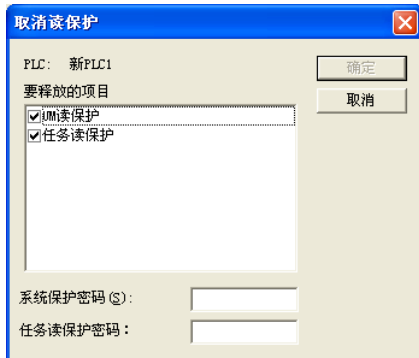 取消读保护
PLC: 新PLC1
确定
要释放的项目
取消
UM读保护
任务读保护
系统保护密码(S):
任务读保护密码：